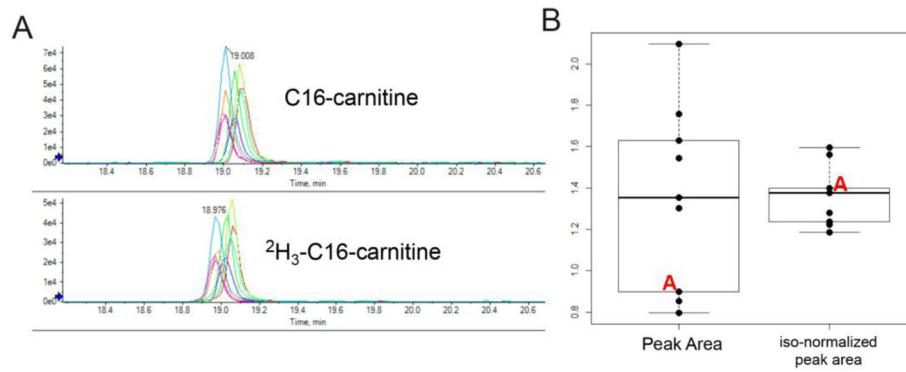 A
7e4
19.008
6e4
5e4
C16-carnitine
4e4
3e4
2e4
1e4
0e0
18.4 18.6 18.8 19.0 19.2 19.4 19.6 19.8 20.0 20.2 20.4 20.6
Time, min
5e4
18.976
4e4
²H₃-C16-carnitine
3e4
2e4
1e4
0e0
18.4 18.6 18.8 19.0 19.2 19.4 19.6 19.8 20.0 20.2 20.4 20.6
Time, min
B
2.0
1.8
1.6
1.4
1.2
1.0
0.8
A
A
Peak Area
iso-normalized
peak area